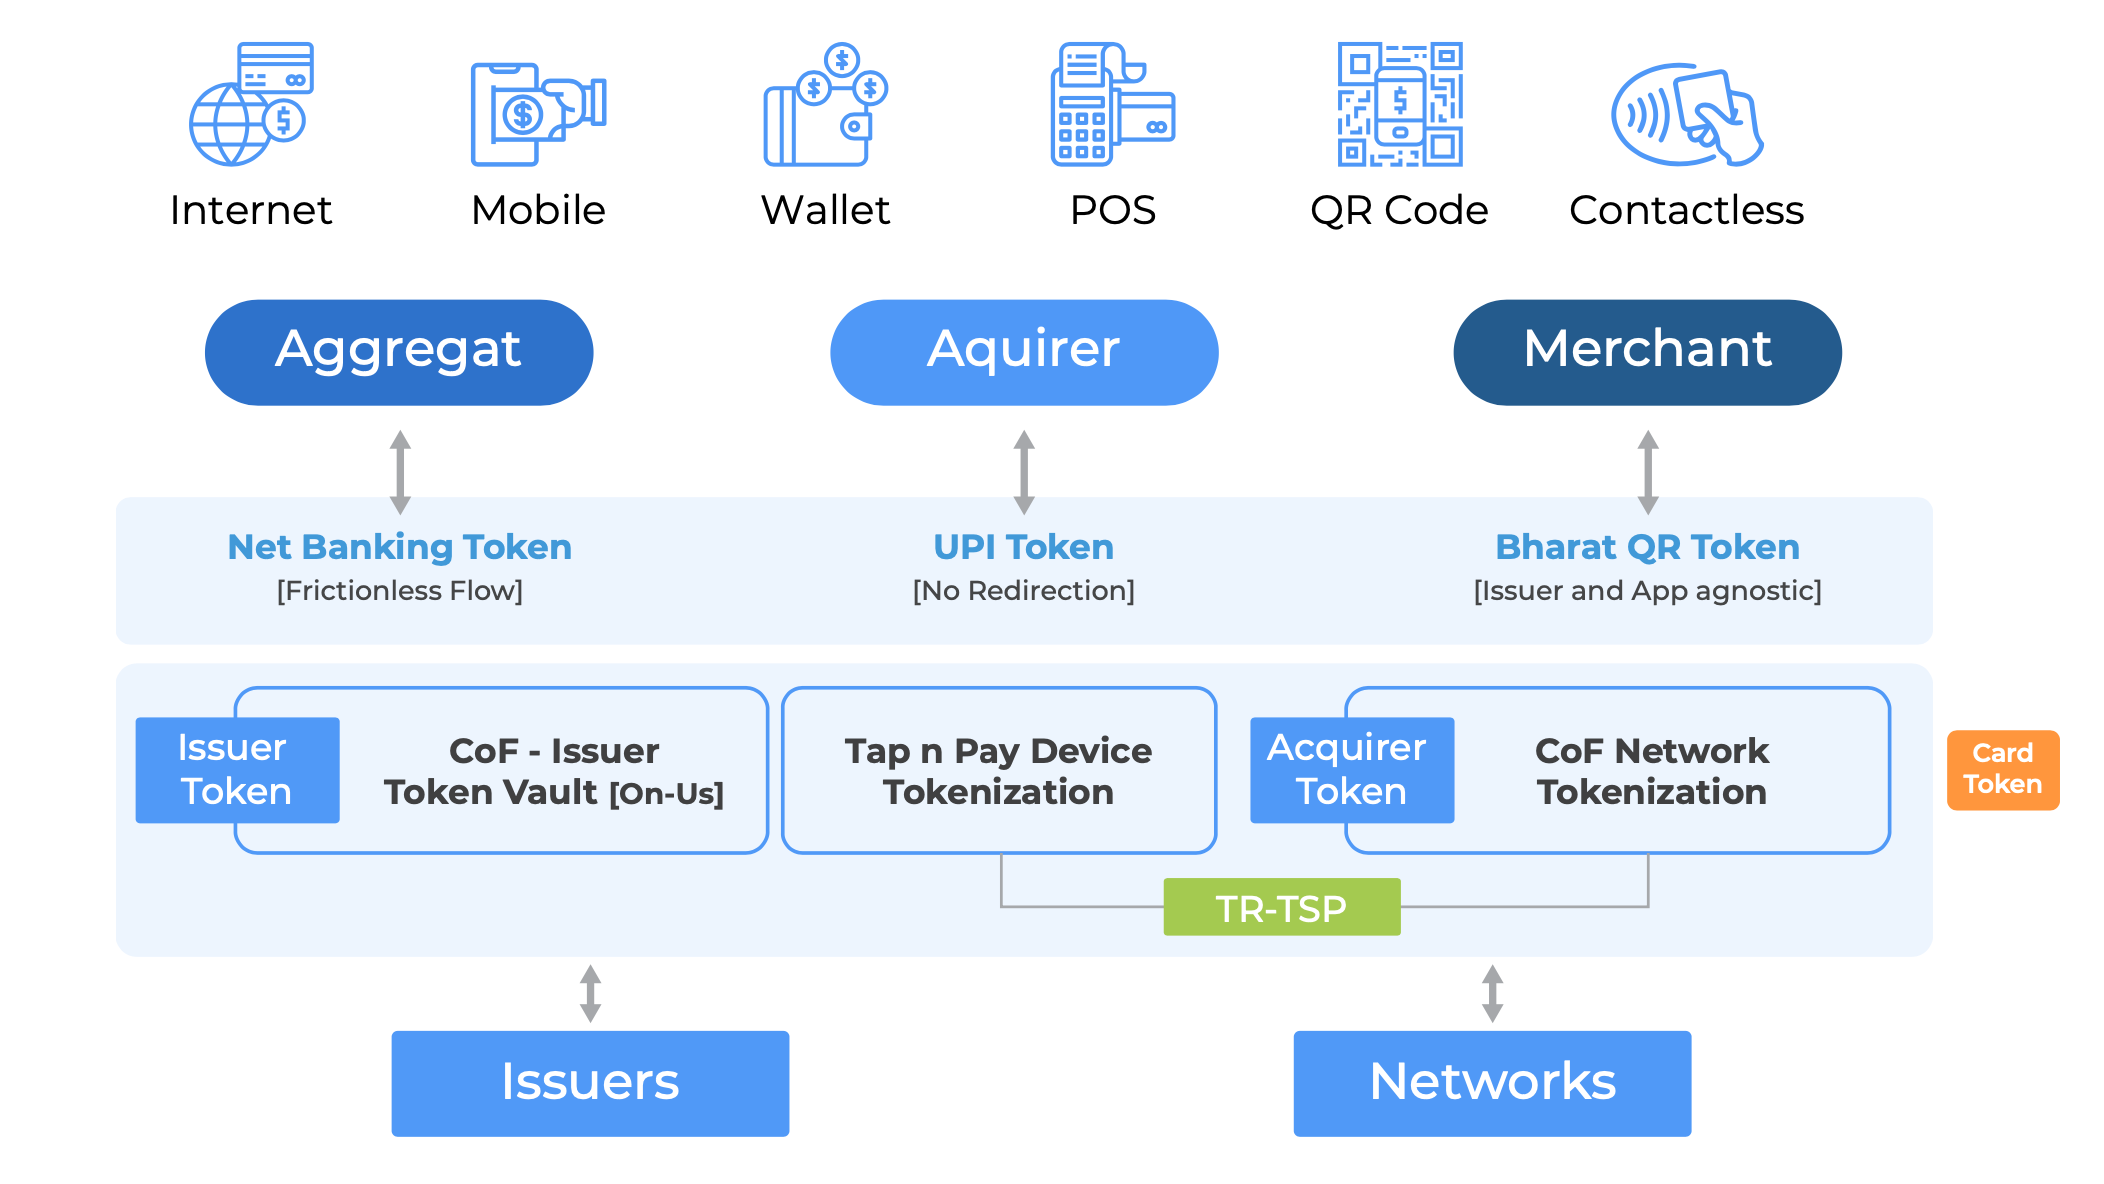 Internet
Mobile
Wallet
POS
QR Code
Contactless
Aggregat
Aquirer
Merchant
Net Banking Token
[Frictionless Flow]
UPI Token
[No Redirection]
Bharat QR Token
[Issuer and App agnostic]
Issuer
Token
CoF - Issuer
Token Vault [On-Us]
Tap n Pay Device
Tokenization
Acquirer
Token
CoF Network
Tokenization
Card
Token
TR-TSP
Issuers
Networks